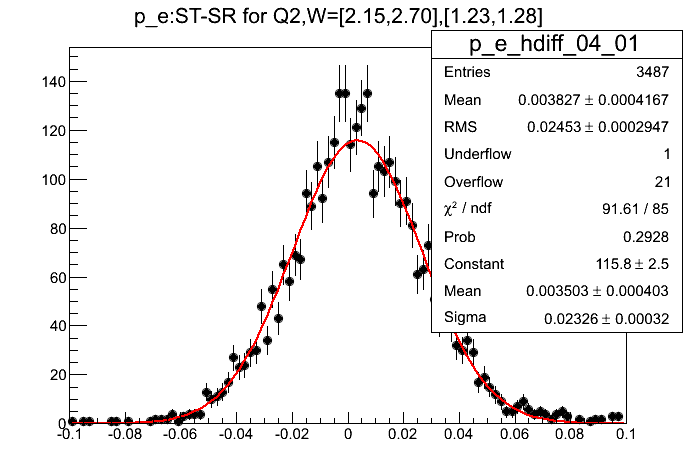 p_e:ST-SR for Q2,W=[2.15,2.70],[1.23,1.28]
p_e_hdiff_04_01
Entries 3487
Mean 0.003827 ± 0.0004167
RMS 0.02453 ± 0.0002947
Underflow 1
Overflow 21
χ² / ndf 91.61 / 85
Prob 0.2928
Constant 115.8 ± 2.5
Mean 0.003503 ± 0.000403
Sigma 0.02326 ± 0.00032
140
120
100
80
60
40
20
0
-0.1 -0.08 -0.06 -0.04 -0.02 0 0.02 0.04 0.06 0.08 0.1